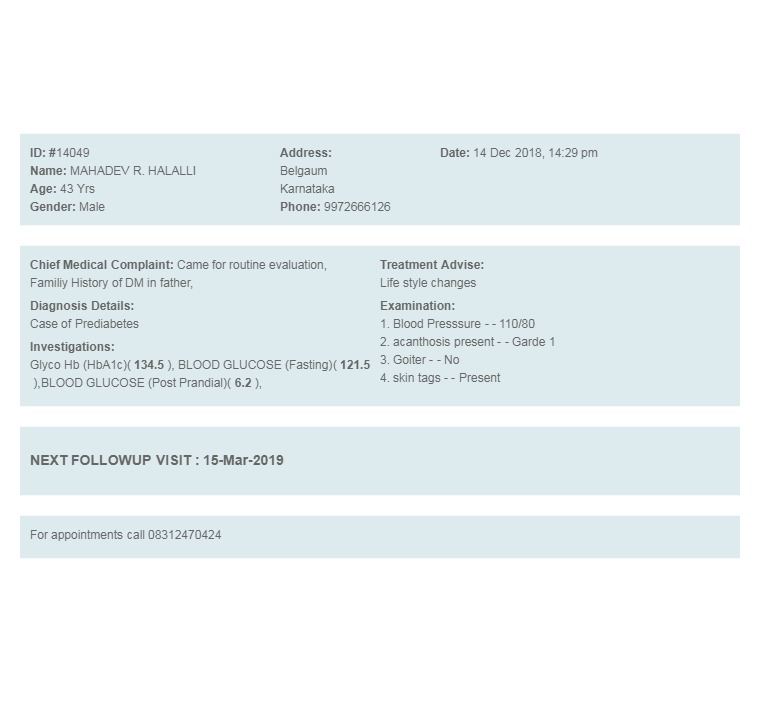 ID: #14049
Name: MAHADEV R. HALALLI
Age: 43 Yrs
Gender: Male
Address:
Belgaum
Karnataka
Phone: 9972666126
Date: 14 Dec 2018, 14:29 pm
Chief Medical Complaint: Came for routine evaluation,
Familiy History of DM in father,
Diagnosis Details:
Case of Prediabetes
Investigations:
Glyco Hb (HbA1c)( 134.5 ), BLOOD GLUCOSE (Fasting)( 121.5
),BLOOD GLUCOSE (Post Prandial)( 6.2 ),
Treatment Advise:
Life style changes
Examination:
1. Blood Presssure - - 110/80
2. acanthosis present - - Garde 1
3. Goiter - - No
4. skin tags - - Present
NEXT FOLLOWUP VISIT : 15-Mar-2019
For appointments call 08312470424